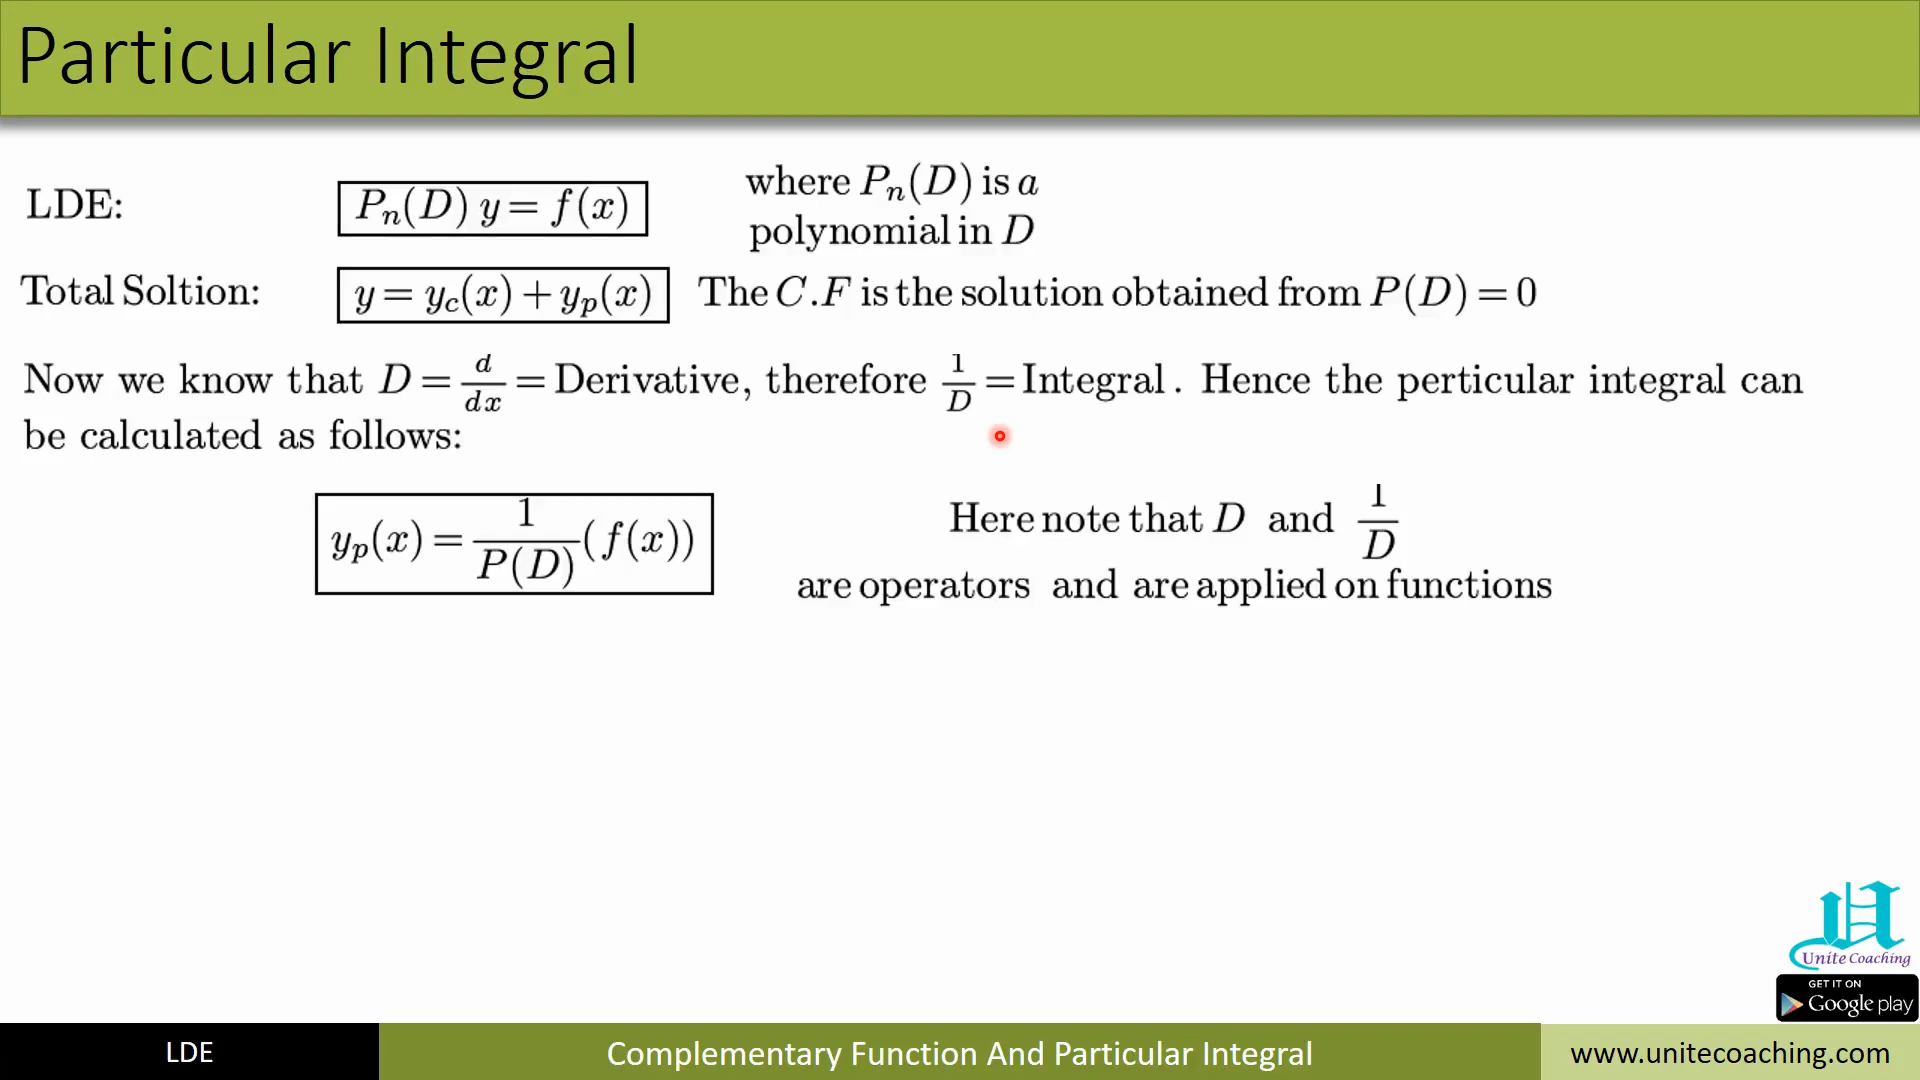 Particular Integral
LDE:
Pₙ(D) y = f(x)
where Pₙ(D) is a
polynomial in D
Total Soltion:
y = y_c(x) + y_p(x)
The C.F is the solution obtained from P(D) = 0
Now we know that D = d/dx = Derivative, therefore 1/D = Integral. Hence the perticular integral can
be calculated as follows:
y_p(x) = 1/P(D) (f(x))
Here note that D and 1/D
are operators and are applied on functions
Unite Coaching
GET IT ON
Google play
LDE
Complementary Function And Particular Integral
www.unitecoaching.com